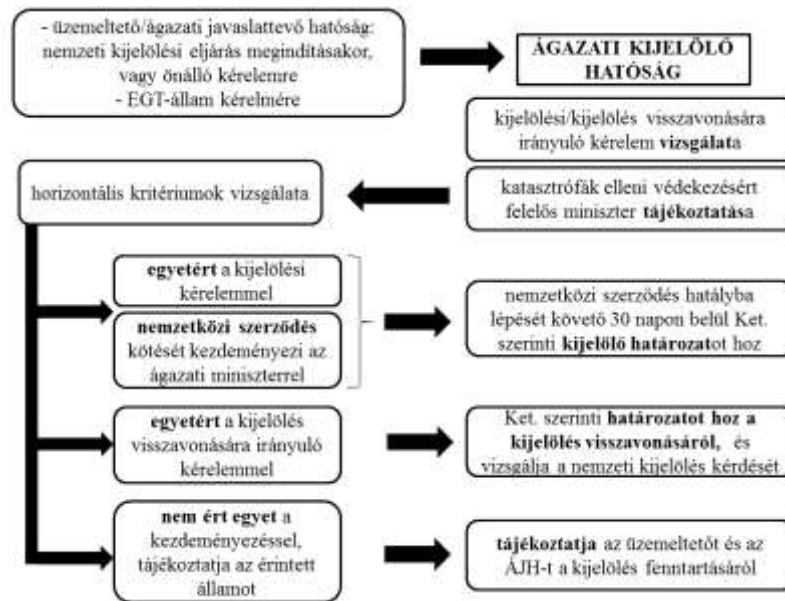 - üzemeltető/ágazati javaslattevő hatóság:
nemzeti kijelölési eljárás megindításakor,
vagy önálló kérelemre
- EGT-állam kérelmére
ÁGAZATI KIJELÖLŐ
HATÓSÁG
kijelölési/kijelölés visszavonására
irányuló kérelem vizsgálata
horizontális kritériumok vizsgálata
katasztrófák elleni védekezésért
felelős miniszter tájékoztatása
egyetért a kijelölési
kérelemmel
nemzetközi szerződés
kötését kezdeményezi az
ágazati miniszterrel
nemzetközi szerződés hatályba
lépését követő 30 napon belül Ket.
szerinti kijelölő határozatot hoz
egyetért a kijelölés
visszavonására irányuló
kérelemmel
Ket. szerinti határozatot hoz a
kijelölés visszavonásáról, és
vizsgálja a nemzeti kijelölés kérdését
nem ért egyet a
kezdeményezéssel,
tájékoztatja az érintett
államot
tájékoztatja az üzemeltetőt és az
ÁJH-t a kijelölés fenntartásáról